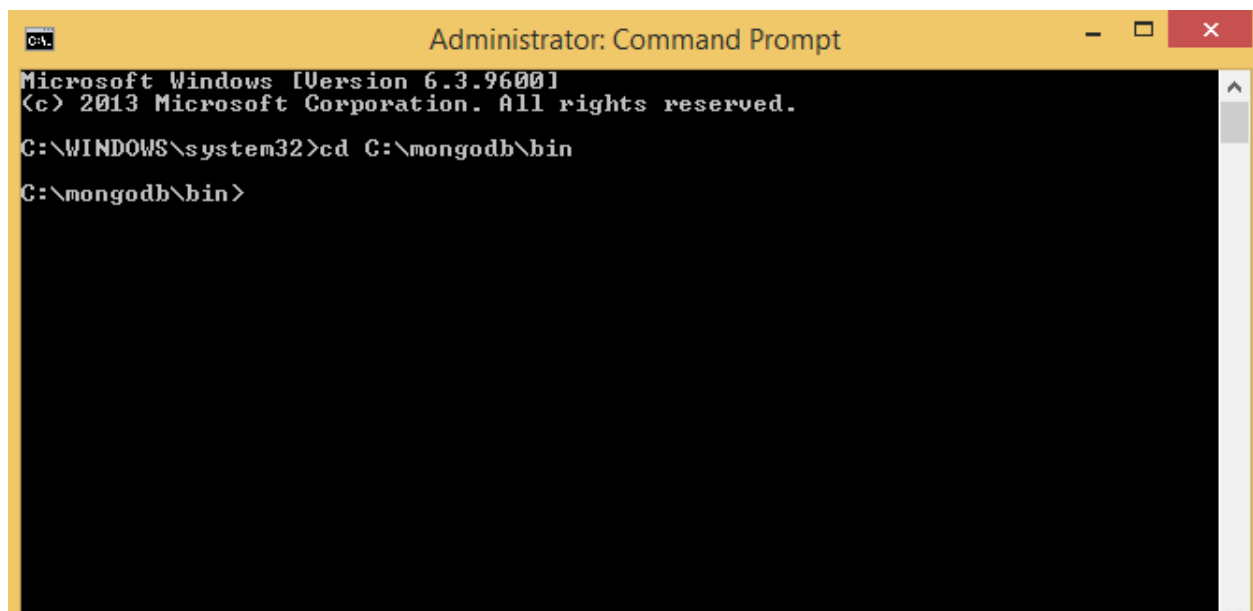 C:\.
Administrator: Command Prompt
Microsoft Windows [Version 6.3.9600]
(c) 2013 Microsoft Corporation. All rights reserved.
C:\WINDOWS\system32>cd C:\mongodb\bin
C:\mongodb\bin>